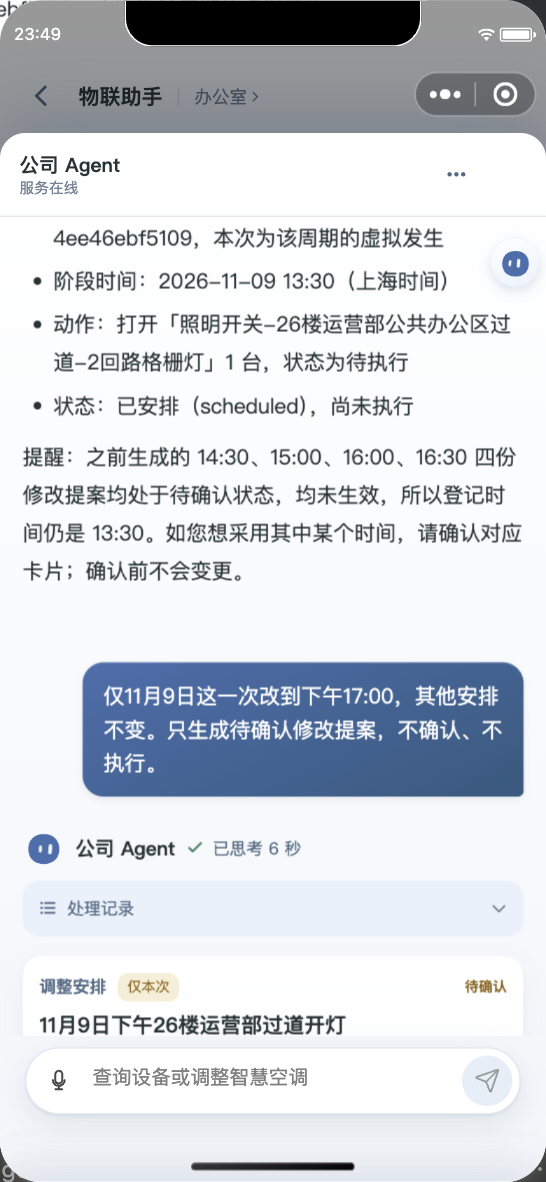 23:49
物联助手
办公室
公司 Agent
服务在线
4ee46ebf5109，本次为该周期的虚拟发生
• 阶段时间：2026-11-09 13:30（上海时间）
• 动作：打开「照明开关-26楼运营部公共办公区过
道-2回路格栅灯」1 台，状态为待执行
• 状态：已安排（scheduled），尚未执行
提醒：之前生成的 14:30、15:00、16:00、16:30 四份
修改提案均处于待确认状态，均未生效，所以登记时
间仍是 13:30。如您想采用其中某个时间，请确认对应
卡片；确认前不会变更。
仅11月9日这一次改到下午17:00，其他安排
不变。只生成待确认修改提案，不确认、不
执行。
公司 Agent 已思考 6 秒
处理记录
调整安排 仅本次 待确认
11月9日下午26楼运营部过道开灯
查询设备或调整智慧空调